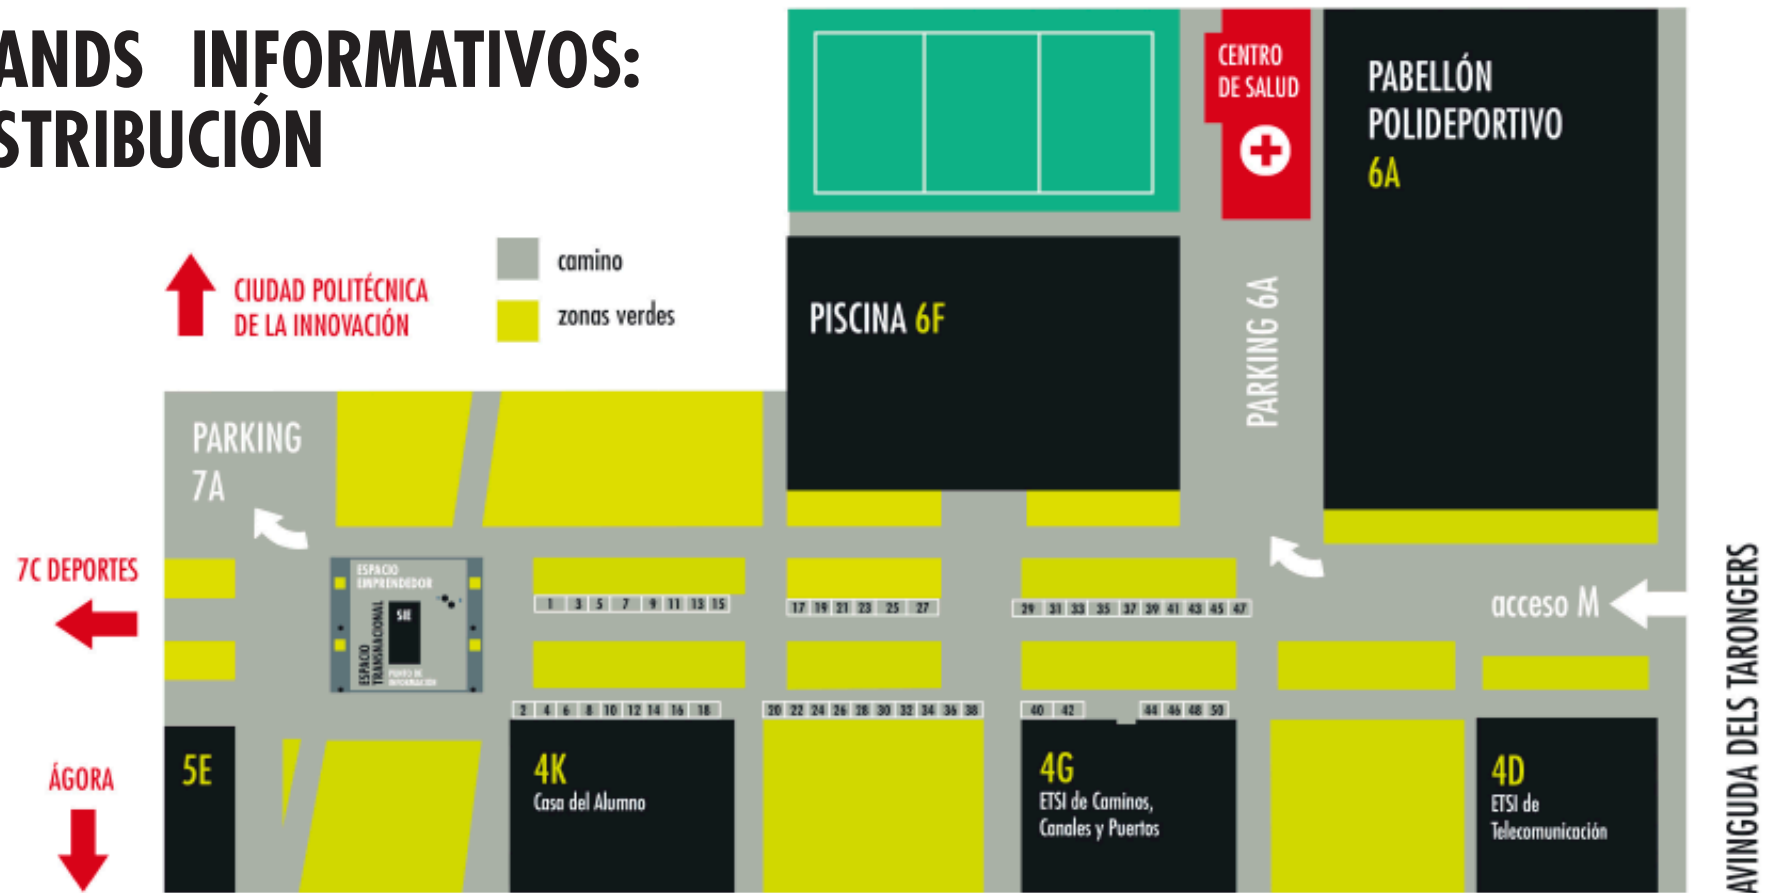 ANDS INFORMATIVOS:
STRIBUCIÓN
CENTRO
DE SALUD
PABELLÓN
POLIDEPORTIVO
6A
CIUDAD POLITÉCNICA
DE LA INNOVACIÓN
camino
zonas verdes
PISCINA 6F
PARKING 6A
PARKING
7A
7C DEPORTES
ESPACIO
EMPRENDEDOR
ESPACIO
TRANSNACIONAL
SIE
PUNTO DE
INFORMACIÓN
1 3 5 7 9 11 13 15
17 19 21 23 25 27
29 31 33 35 37 39 41 43 45 47
acceso M
AVINGUDA DELS TARONGERS
2 4 6 8 10 12 14 16 18
20 22 24 26 28 30 32 34 36 38
40 42
44 46 48 50
ÁGORA
5E
4K
Casa del Alumno
4G
ETSI de Caminos,
Canales y Puertos
4D
ETSI de
Telecomunicación